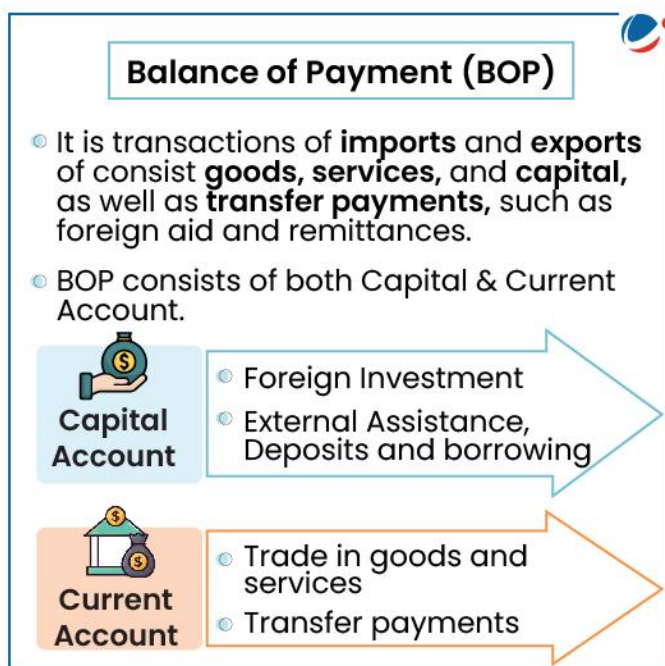 Balance of Payment (BOP)
It is transactions of imports and exports
of consist goods, services, and capital,
as well as transfer payments, such as
foreign aid and remittances.
BOP consists of both Capital & Current
Account.
$
Capital
Account
Foreign Investment
External Assistance,
Deposits and borrowing
$
$
Current
Account
Trade in goods and
services
Transfer payments